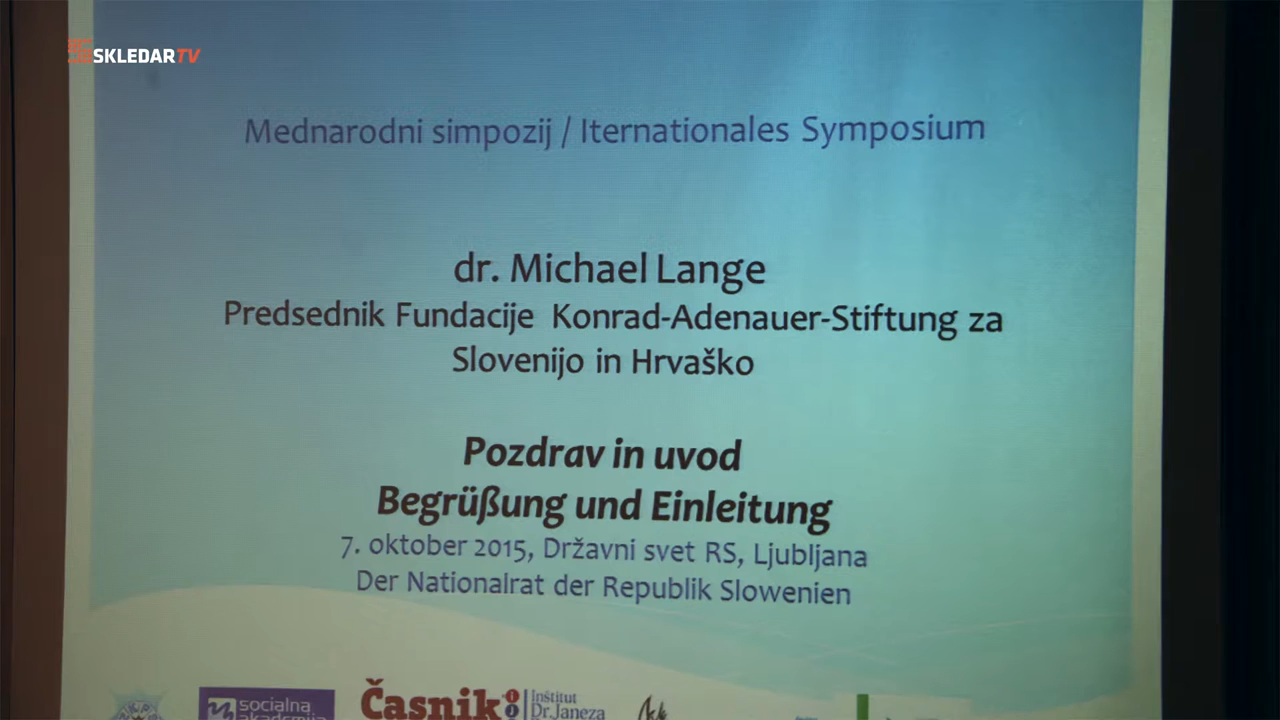 SKLEDARTV
Mednarodni simpozij / Iternationales Symposium
dr. Michael Lange
Predsednik Fundacije Konrad-Adenauer-Stiftung za
Slovenijo in Hrvaško
Pozdrav in uvod
Begrüßung und Einleitung
7. oktober 2015, Državni svet RS, Ljubljana
Der Nationalrat der Republik Slowenien
socialna
akademija
Časnik
Inštitut
Dr.Janeza